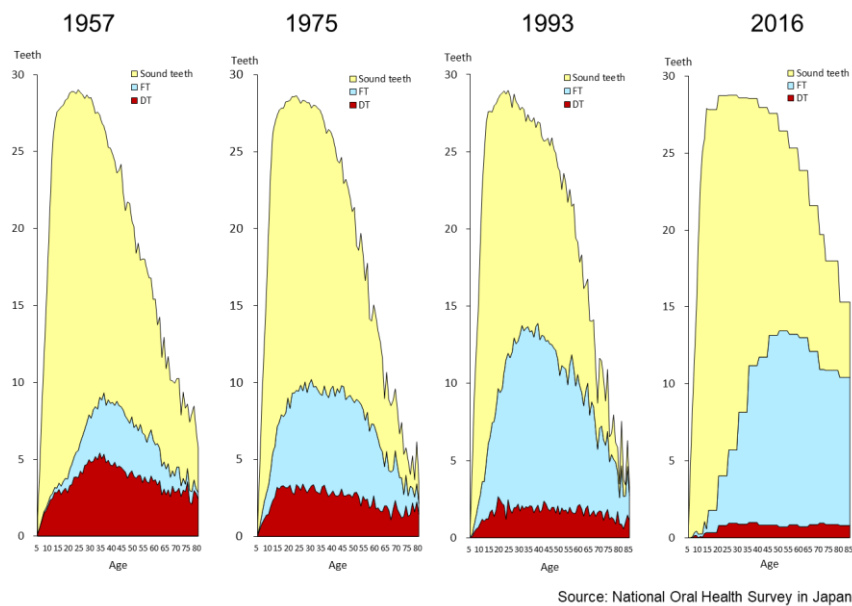 1957 1975 1993 2016
Teeth Teeth Teeth Teeth
Sound teeth
FT
DT
Sound teeth
FT
DT
Sound teeth
FT
DT
Sound teeth
FT
DT
30 30 30 30
25 25 25 25
20 20 20 20
15 15 15 15
10 10 10 10
5 5 5 5
0 0 0 0
5 10 15 20 25 30 35 40 45 50 55 60 65 70 75 80
5 10 15 20 25 30 35 40 45 50 55 60 65 70 75 80
5 10 15 20 25 30 35 40 45 50 55 60 65 70 75 80 85
5 10 15 20 25 30 35 40 45 50 55 60 65 70 75 80 85
Age Age Age Age
Source: National Oral Health Survey in Japan